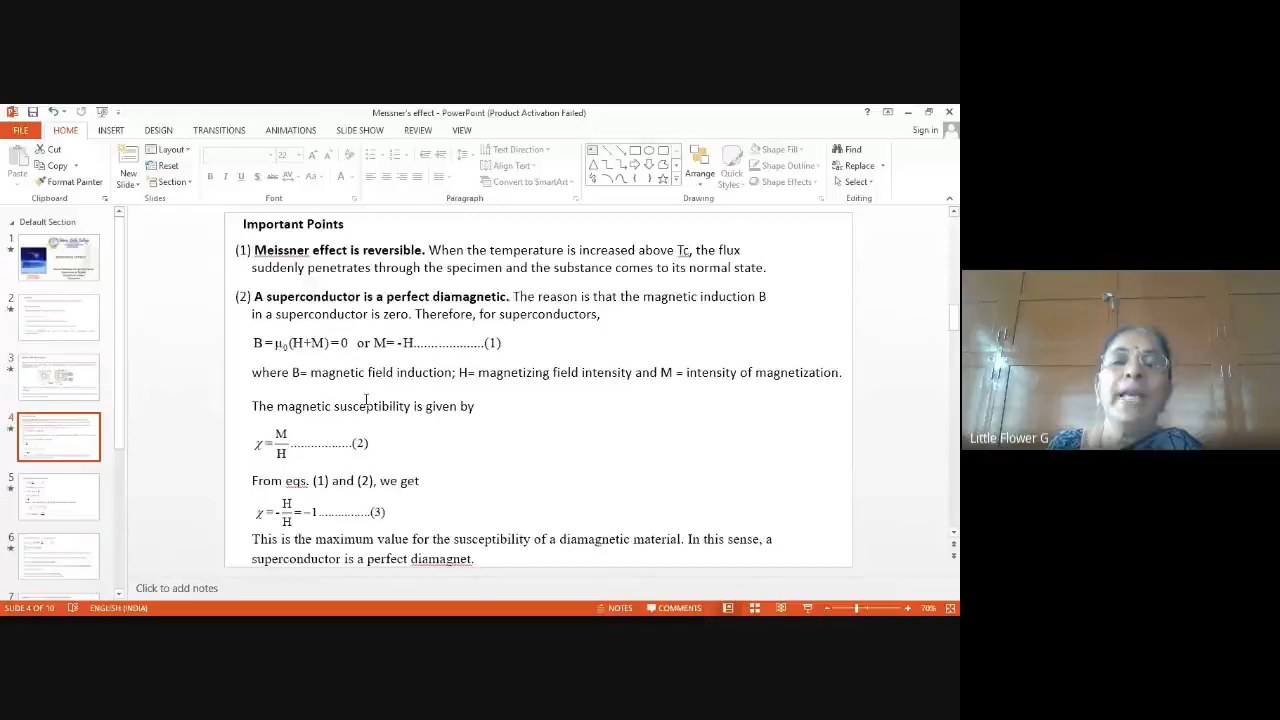 Meissner's effect - PowerPoint (Product Activation Failed)
FILE HOME INSERT DESIGN TRANSITIONS ANIMATIONS SLIDE SHOW REVIEW VIEW Sign in
Paste
Cut
Copy
Format Painter
Clipboard
New Slide
Layout
Reset
Section
Slides
22
Font
Text Direction
Align Text
Convert to SmartArt
Paragraph
Arrange
Quick Styles
Shape Fill
Shape Outline
Shape Effects
Drawing
Find
Replace
Select
Editing
Default Section
1
2
3
4
5
6
7
Important Points
(1) Meissner effect is reversible. When the temperature is increased above Tc, the flux
suddenly penetrates through the specimen and the substance comes to its normal state.
(2) A superconductor is a perfect diamagnetic. The reason is that the magnetic induction B
in a superconductor is zero. Therefore, for superconductors,
B=μ₀(H+M)=0 or M= -H....................(1)
where B= magnetic field induction; H= magnetizing field intensity and M = intensity of magnetization.
The magnetic susceptibility is given by
χ = M/H .................(2)
From eqs. (1) and (2), we get
χ = - H/H = −1...............(3)
This is the maximum value for the susceptibility of a diamagnetic material. In this sense, a
superconductor is a perfect diamagnet.
Click to add notes
SLIDE 4 OF 10 ENGLISH (INDIA) NOTES COMMENTS 70%
Little Flower G